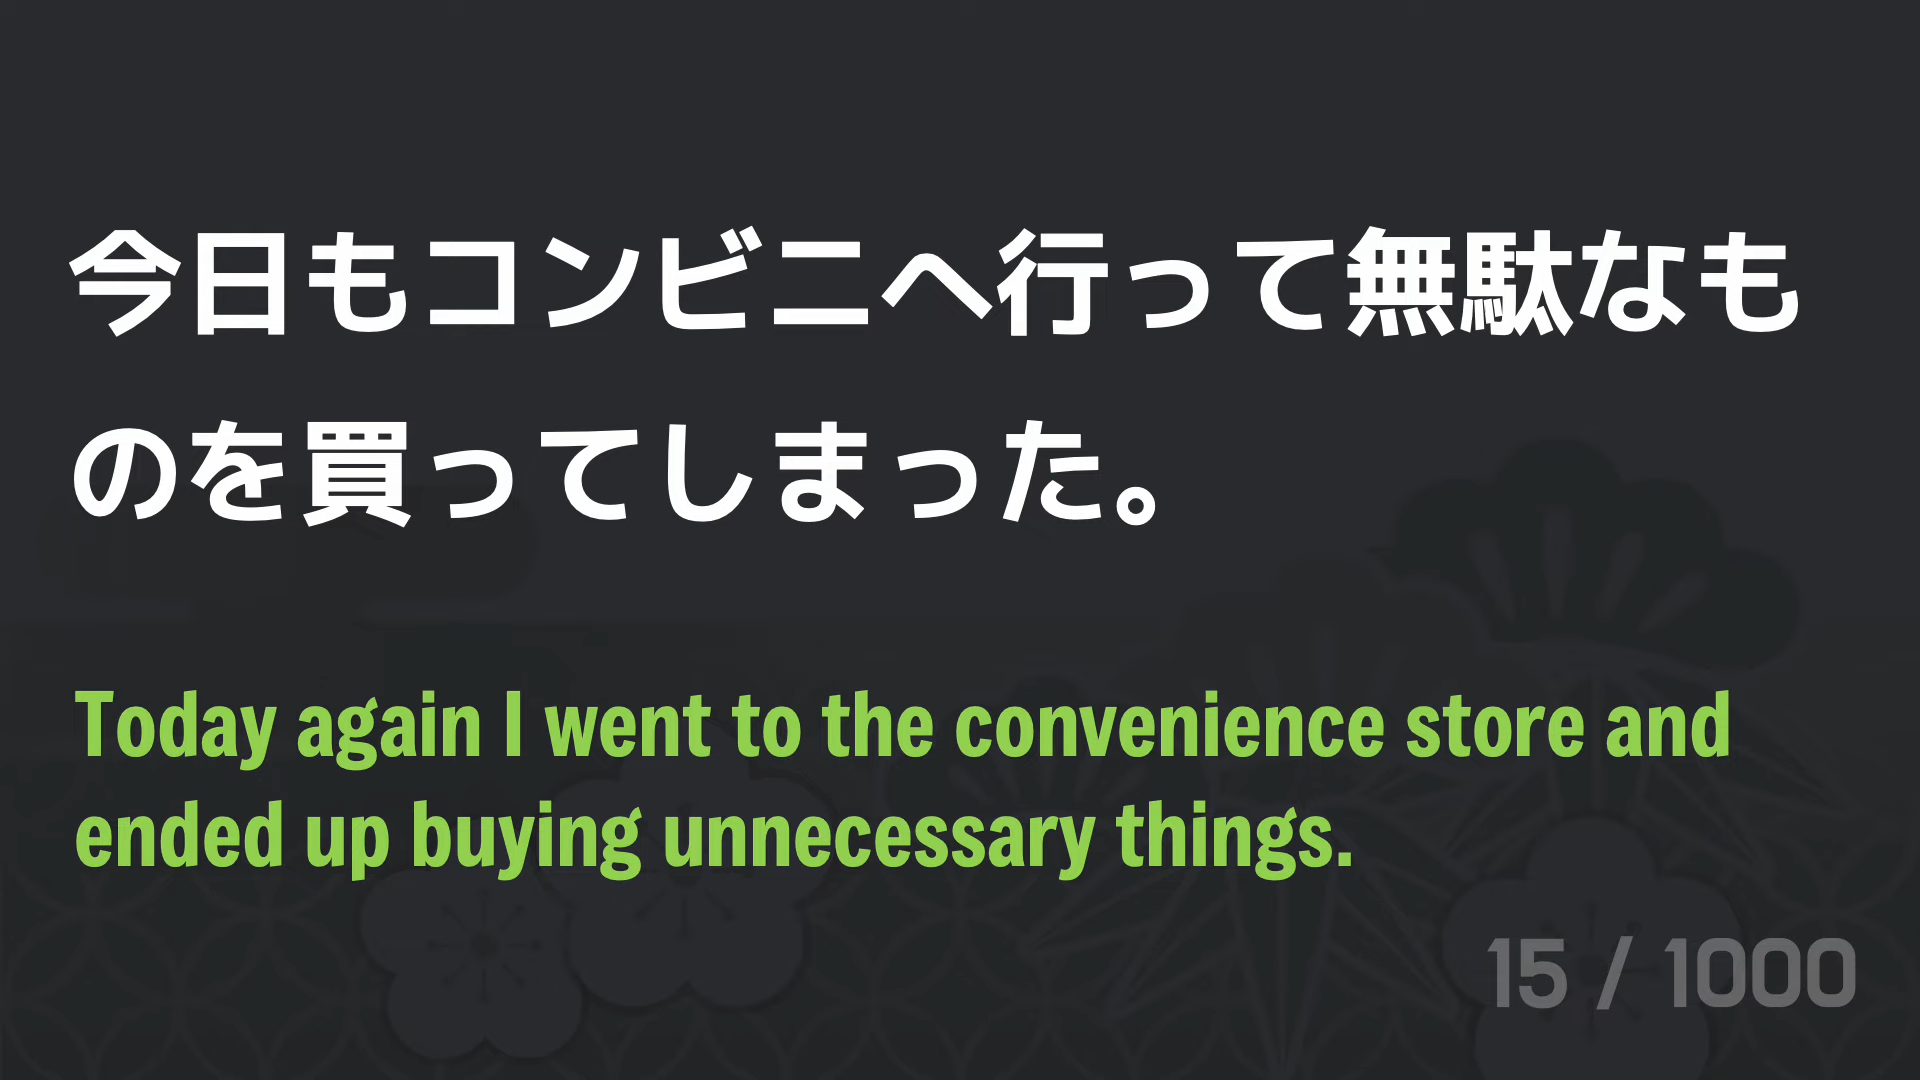 今日もコンビニへ行って無駄なも
のを買ってしまった。
Today again I went to the convenience store and
ended up buying unnecessary things.
15 / 1000